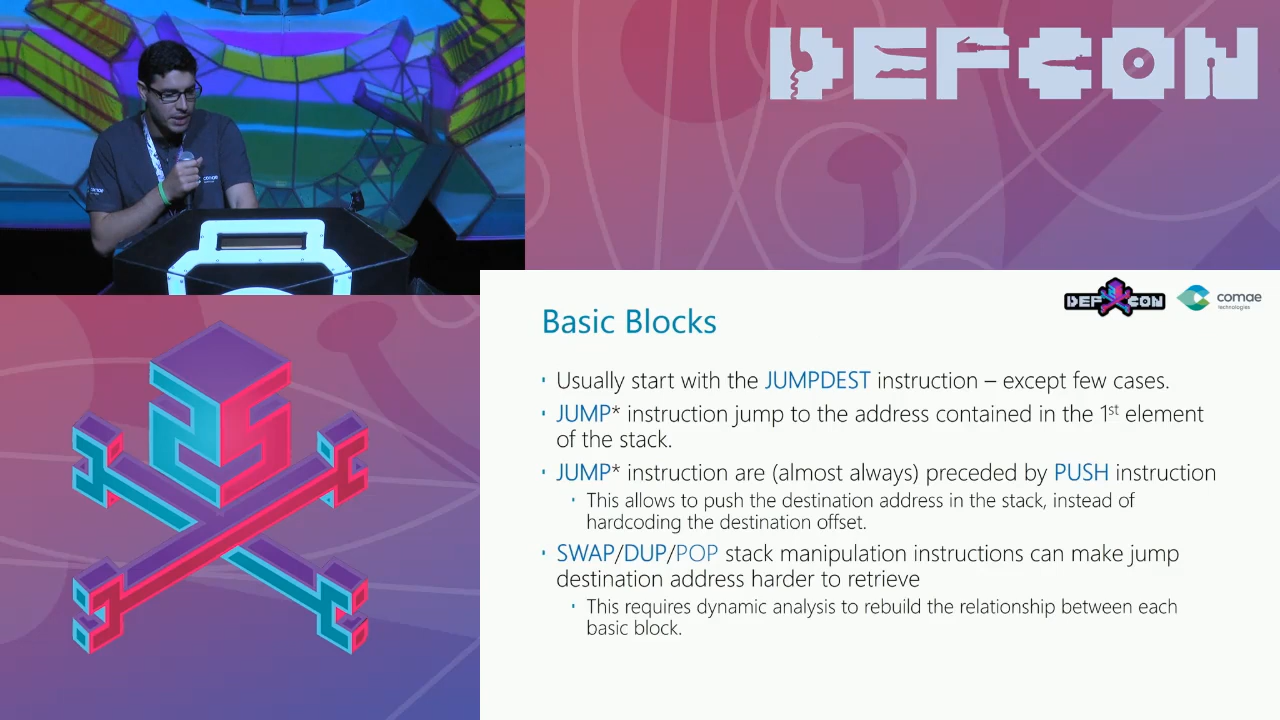 DEFCON
DEF CON
comae
technologies
Basic Blocks
· Usually start with the JUMPDEST instruction – except few cases.
· JUMP* instruction jump to the address contained in the 1st element
of the stack.
· JUMP* instruction are (almost always) preceded by PUSH instruction
· This allows to push the destination address in the stack, instead of
hardcoding the destination offset.
· SWAP/DUP/POP stack manipulation instructions can make jump
destination address harder to retrieve
· This requires dynamic analysis to rebuild the relationship between each
basic block.